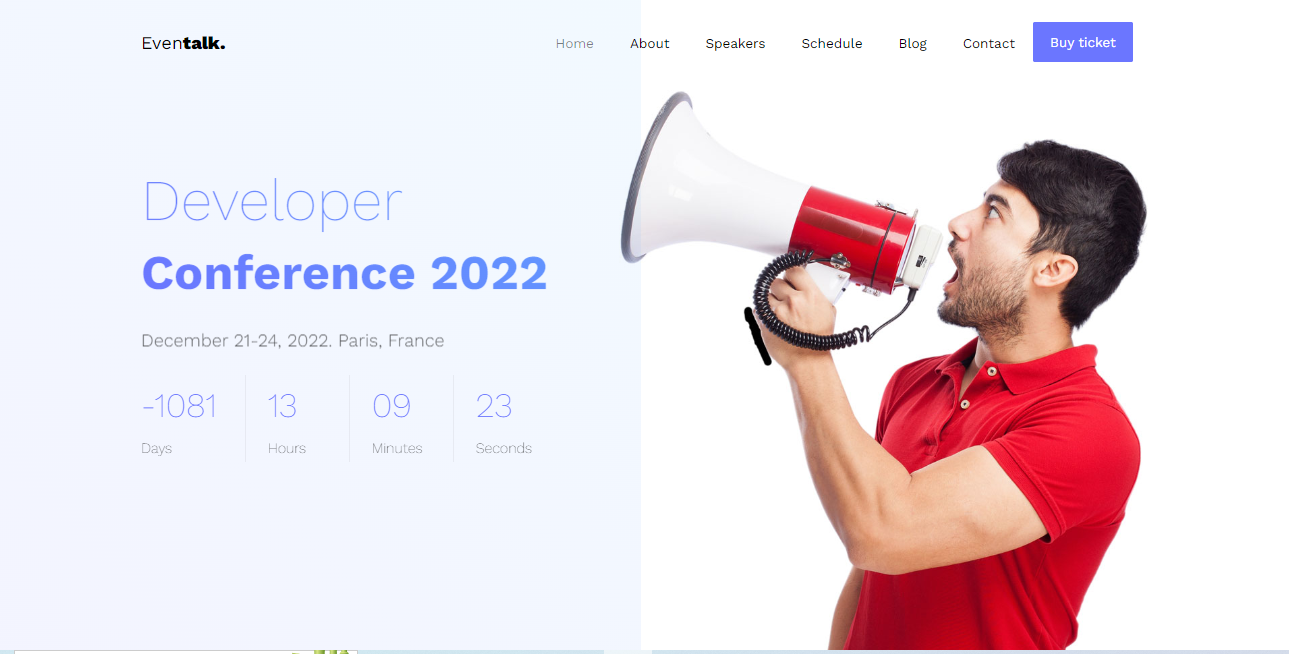 Eventalk.
Home About Speakers Schedule Blog Contact Buy ticket
Developer
Conference 2022
December 21-24, 2022. Paris, France
-1081 13 09 23
Days Hours Minutes Seconds